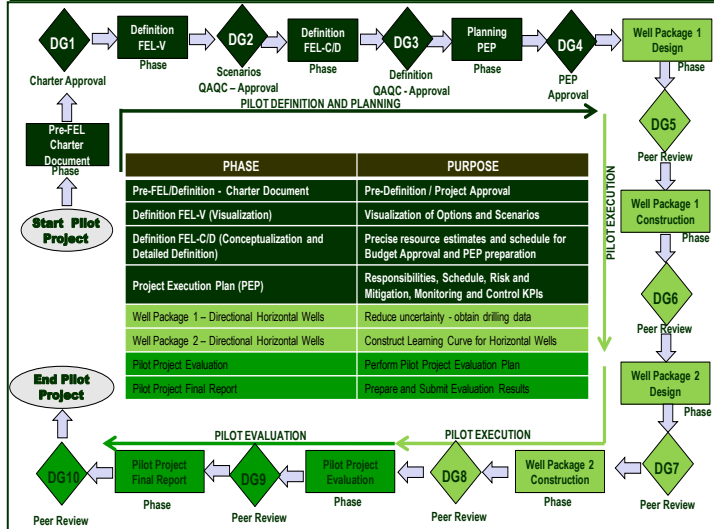 DG1
Charter Approval
Definition
FEL-V
Phase
DG2
Scenarios
QAQC – Approval
Definition
FEL-C/D
Phase
DG3
Definition
QAQC - Approval
Planning
PEP
Phase
DG4
PEP
Approval
Well Package 1
Design
Phase
PILOT DEFINITION AND PLANNING
Pre-FEL
Charter
Document
Phase
Start Pilot
Project
DG5
Peer Review
PILOT EXECUTION
Well Package 1
Construction
Phase
DG6
Peer Review
Well Package 2
Design
Phase
DG7
Peer Review
PHASE PURPOSE
Pre-FEL/Definition - Charter Document Pre-Definition / Project Approval
Definition FEL-V (Visualization) Visualization of Options and Scenarios
Definition FEL-C/D (Conceptualization and
Detailed Definition)
Precise resource estimates and schedule for
Budget Approval and PEP preparation
Project Execution Plan (PEP)
Responsibilities, Schedule, Risk and
Mitigation, Monitoring and Control KPIs
Well Package 1 – Directional Horizontal Wells Reduce uncertainty - obtain drilling data
Well Package 2 – Directional Horizontal Wells Construct Learning Curve for Horizontal Wells
Pilot Project Evaluation Perform Pilot Project Evaluation Plan
Pilot Project Final Report Prepare and Submit Evaluation Results
End Pilot
Project
PILOT EVALUATION
PILOT EXECUTION
DG10
Peer Review
Pilot Project
Final Report
Phase
DG9
Peer Review
Pilot Project
Evaluation
Phase
DG8
Peer Review
Well Package 2
Construction
Phase